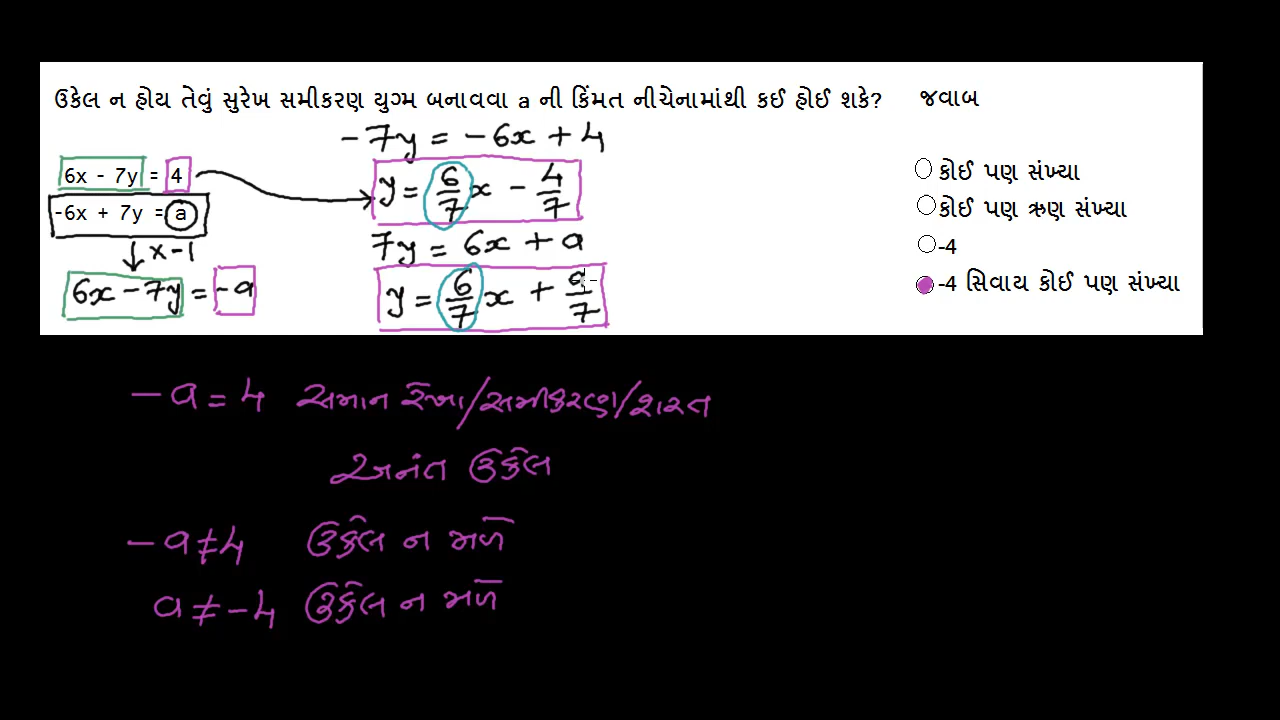 ઉકેલ ન હોય તેવું સુરેખ સમીકરણ યુગ્મ બનાવવા a ની કિંમત નીચેનામાંથી કઈ હોઈ શકે?
6x - 7y = 4
-6x + 7y = a
x -1
6x - 7y = -a
-7y = -6x + 4
y = 6/7 x - 4/7
7y = 6x + a
y = 6/7 x + a/7
જવાબ
કોઈ પણ સંખ્યા
કોઈ પણ ઋણ સંખ્યા
-4
-4 સિવાય કોઈ પણ સંખ્યા
-a = 4 સમાન રેખા/સમીકરણ/શરત
અનંત ઉકેલ
-a ≠ 4 ઉકેલ ન મળે
a ≠ -4 ઉકેલ ન મળે